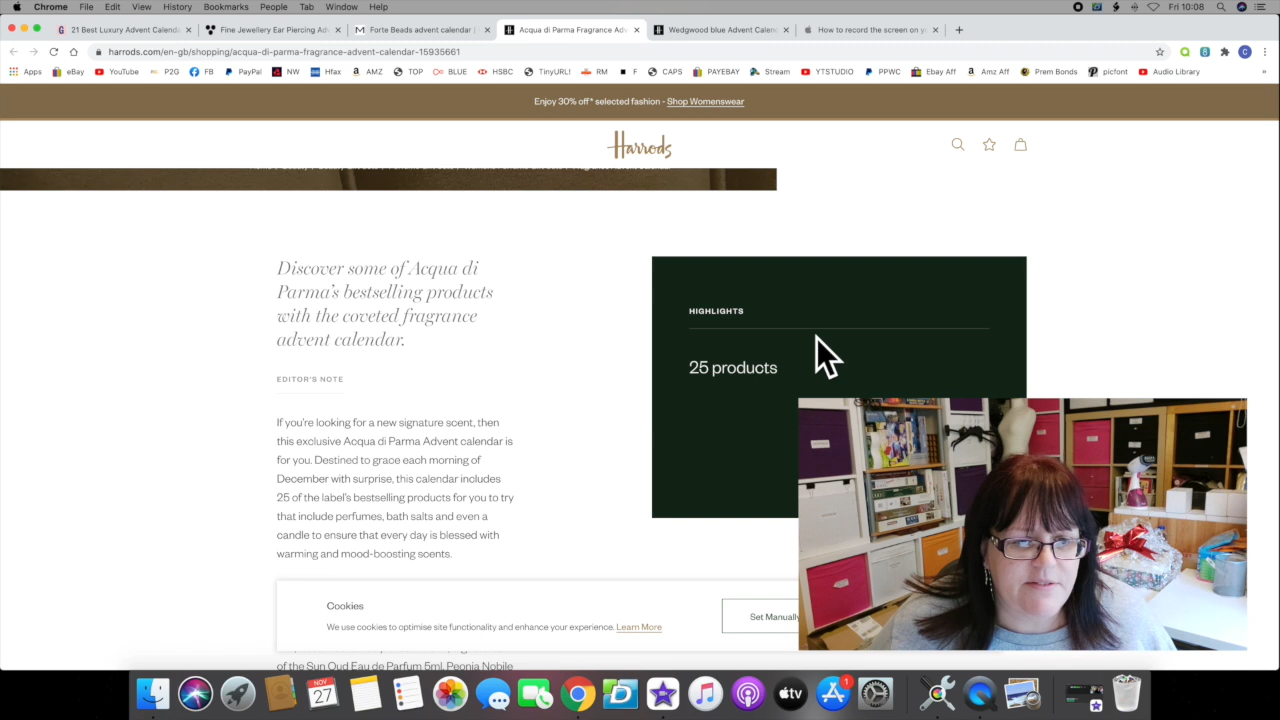 Chrome File Edit View History Bookmarks People Tab Window Help Fri 10:08
21 Best Luxury Advent Calenda Fine Jewellery Ear Piercing Adv Forte Beads advent calendar | Acqua di Parma Fragrance Adv Wedgwood blue Advent Calen How to record the screen on yo
harrods.com/en-gb/shopping/acqua-di-parma-fragrance-advent-calendar-15935661
Apps eBay YouTube P2G FB PayPal NW Hfax AMZ TOP BLUE HSBC TinyURL! RM F CAPS PAYEBAY Stream YTSTUDIO PPWC Ebay Aff Amz Aff Prem Bonds picfont Audio Library
Enjoy 30% off* selected fashion - Shop Womenswear
Harrods
Discover some of Acqua di
Parma's bestselling products
with the coveted fragrance
advent calendar.
EDITOR'S NOTE
If you're looking for a new signature scent, then
this exclusive Acqua di Parma Advent calendar is
for you. Destined to grace each morning of
December with surprise, this calendar includes
25 of the label's bestselling products for you to try
that include perfumes, bath salts and even a
candle to ensure that every day is blessed with
warming and mood-boosting scents.
HIGHLIGHTS
25 products
Cookies
We use cookies to optimise site functionality and enhance your experience. Learn More
Set Manually
of the Sun Oud Eau de Parfum 5ml, Peonia Nobile
NOV
27
1
tv